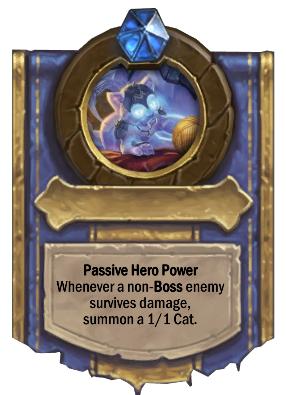 Passive Hero Power
Whenever a non-Boss enemy
survives damage,
summon a 1/1 Cat.